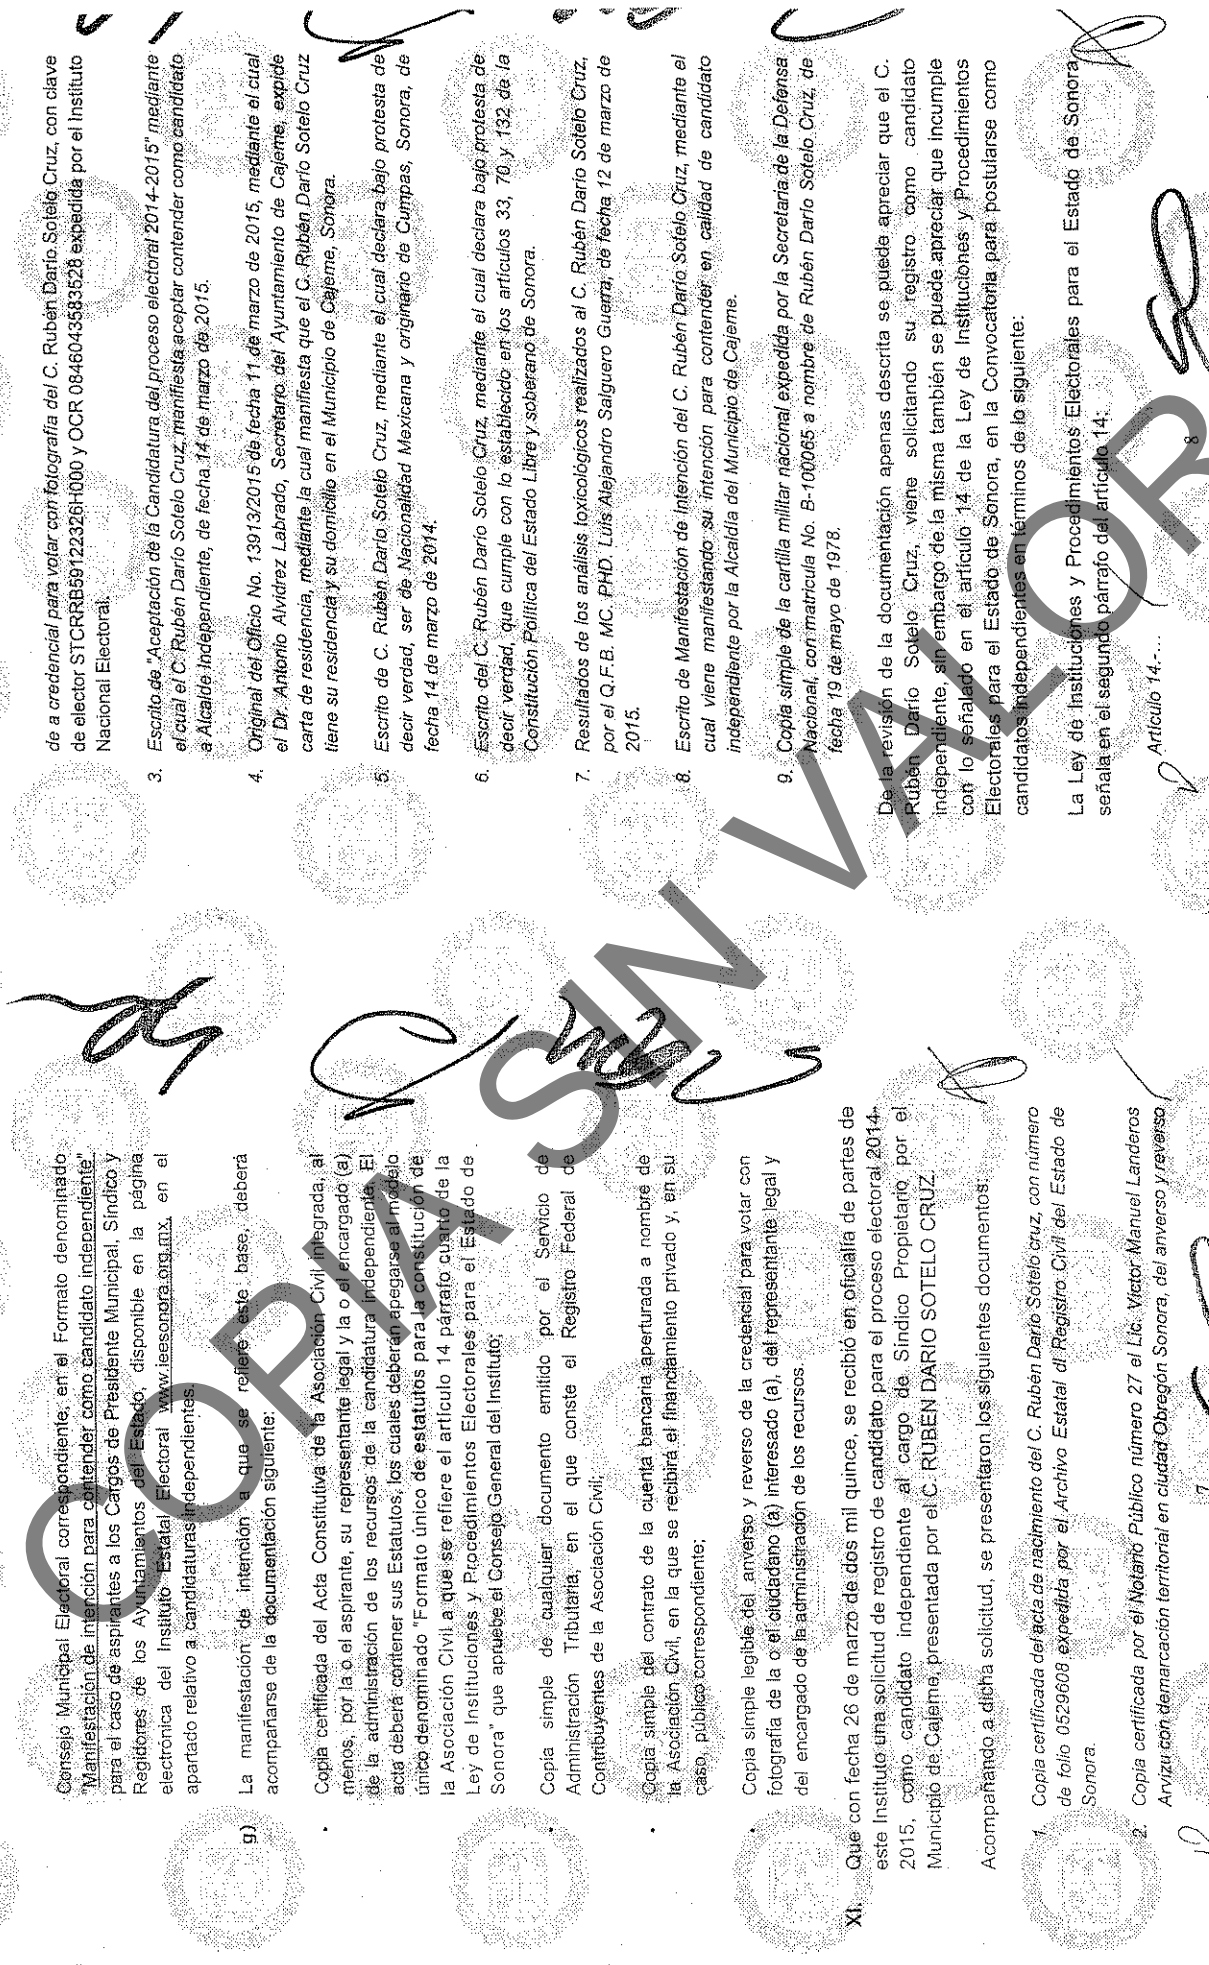 Consejo Municipal Electoral correspondiente, en el Formato denominado
"Manifestación de intención para contender como candidato independiente"
para el caso de aspirantes a los Cargos de Presidente Municipal, Síndico y
Regidores de los Ayuntamientos del Estado, disponible en la página
electrónica del Instituto Estatal Electoral www.ieesonora.org.mx, en el
apartado relativo a candidaturas independientes.
g) La manifestación de intención a que se refiere este base, deberá
acompañarse de la documentación siguiente:
• Copia certificada del Acta Constitutiva de la Asociación Civil integrada, al
menos, por la o el aspirante, su representante legal y la o el encargado (a)
de la administración de los recursos de la candidatura independiente. El
acta deberá contener sus Estatutos, los cuales deberán apegarse al modelo
único denominado "Formato único de estatutos para la constitución de
la Asociación Civil a que se refiere el artículo 14 párrafo cuarto de la
Ley de Instituciones y Procedimientos Electorales para el Estado de
Sonora" que apruebe el Consejo General del Instituto;
• Copia simple de cualquier documento emitido por el Servicio de
Administración Tributaria, en el que conste el Registro Federal de
Contribuyentes de la Asociación Civil;
• Copia simple del contrato de la cuenta bancaria aperturada a nombre de
la Asociación Civil, en la que se recibirá el financiamiento privado y, en su
caso, público correspondiente;
• Copia simple legible del anverso y reverso de la credencial para votar con
fotografía de la o el ciudadano (a) interesado (a), del representante legal y
del encargado de la administración de los recursos.
XI. Que con fecha 26 de marzo de dos mil quince, se recibió en oficialía de partes de
este Instituto una solicitud de registro de candidato para el proceso electoral 2014-
2015, como candidato independiente al cargo de Síndico Propietario por el
Municipio de Cajeme, presentada por el C. RUBEN DARIO SOTELO CRUZ.
Acompañando a dicha solicitud, se presentaron los siguientes documentos:
1. Copia certificada del acta de nacimiento del C. Rubén Darío Sotelo cruz, con número
de folio 0529608 expedita por el Archivo Estatal dl Registro Civil del Estado de
Sonora.
2. Copia certificada por el Notario Público número 27 el Lic. Victor Manuel Landeros
Arvizu con demarcación territorial en ciudad Obregón Sonora, del anverso y reverso
7
de a credencial para votar con fotografía del C. Rubén Darío Sotelo Cruz, con clave
de elector STCRRB59122326H000 y OCR 0846043583528 expedida por el Instituto
Nacional Electoral.
3. Escrito de "Aceptación de la Candidatura del proceso electoral 2014-2015" mediante
el cual el C. Rubén Darío Sotelo Cruz, manifiesta aceptar contender como candidato
a Alcalde Independiente, de fecha 14 de marzo de 2015.
4. Original del Oficio No. 13913/2015 de fecha 11 de marzo de 2015, mediante el cual
el Dr. Antonio Alvidrez Labrado, Secretario del Ayuntamiento de Cajeme, expide
carta de residencia, mediante la cual manifiesta que el C. Rubén Darío Sotelo Cruz
tiene su residencia y su domicilio en el Municipio de Cajeme, Sonora.
5. Escrito de C. Rubén Darío Sotelo Cruz, mediante el cual declara bajo protesta de
decir verdad, ser de Nacionalidad Mexicana y originario de Cumpas, Sonora, de
fecha 14 de marzo de 2014.
6. Escrito del C. Rubén Darío Sotelo Cruz, mediante el cual declara bajo protesta de
decir verdad, que cumple con lo establecido en los artículos 33, 70 y 132 de la
Constitución Política del Estado Libre y soberano de Sonora.
7. Resultados de los análisis toxicológicos realizados al C. Rubén Darío Sotelo Cruz,
por el Q.F.B. MC. PHD. Luis Alejandro Salguero Guerra, de fecha 12 de marzo de
2015.
8. Escrito de Manifestación de Intención del C. Rubén Darío Sotelo Cruz, mediante el
cual viene manifestando su intención para contender en calidad de candidato
independiente por la Alcaldía del Municipio de Cajeme.
9. Copia simple de la cartilla militar nacional expedida por la Secretaria de la Defensa
Nacional, con matricula No. B-100065 a nombre de Rubén Darío Sotelo Cruz, de
fecha 19 de mayo de 1978.
De la revisión de la documentación apenas descrita se puede apreciar que el C.
Rubén Darío Sotelo Cruz, viene solicitando su registro como candidato
independiente, sin embargo de la misma también se puede apreciar que incumple
con lo señalado en el artículo 14 de la Ley de Instituciones y Procedimientos
Electorales para el Estado de Sonora, en la Convocatoria para postularse como
candidatos independientes en términos de lo siguiente:
La Ley de Instituciones y Procedimientos Electorales para el Estado de Sonora
señala en el segundo párrafo del artículo 14:
Artículo 14.-...
8
COPIA SIN VALOR